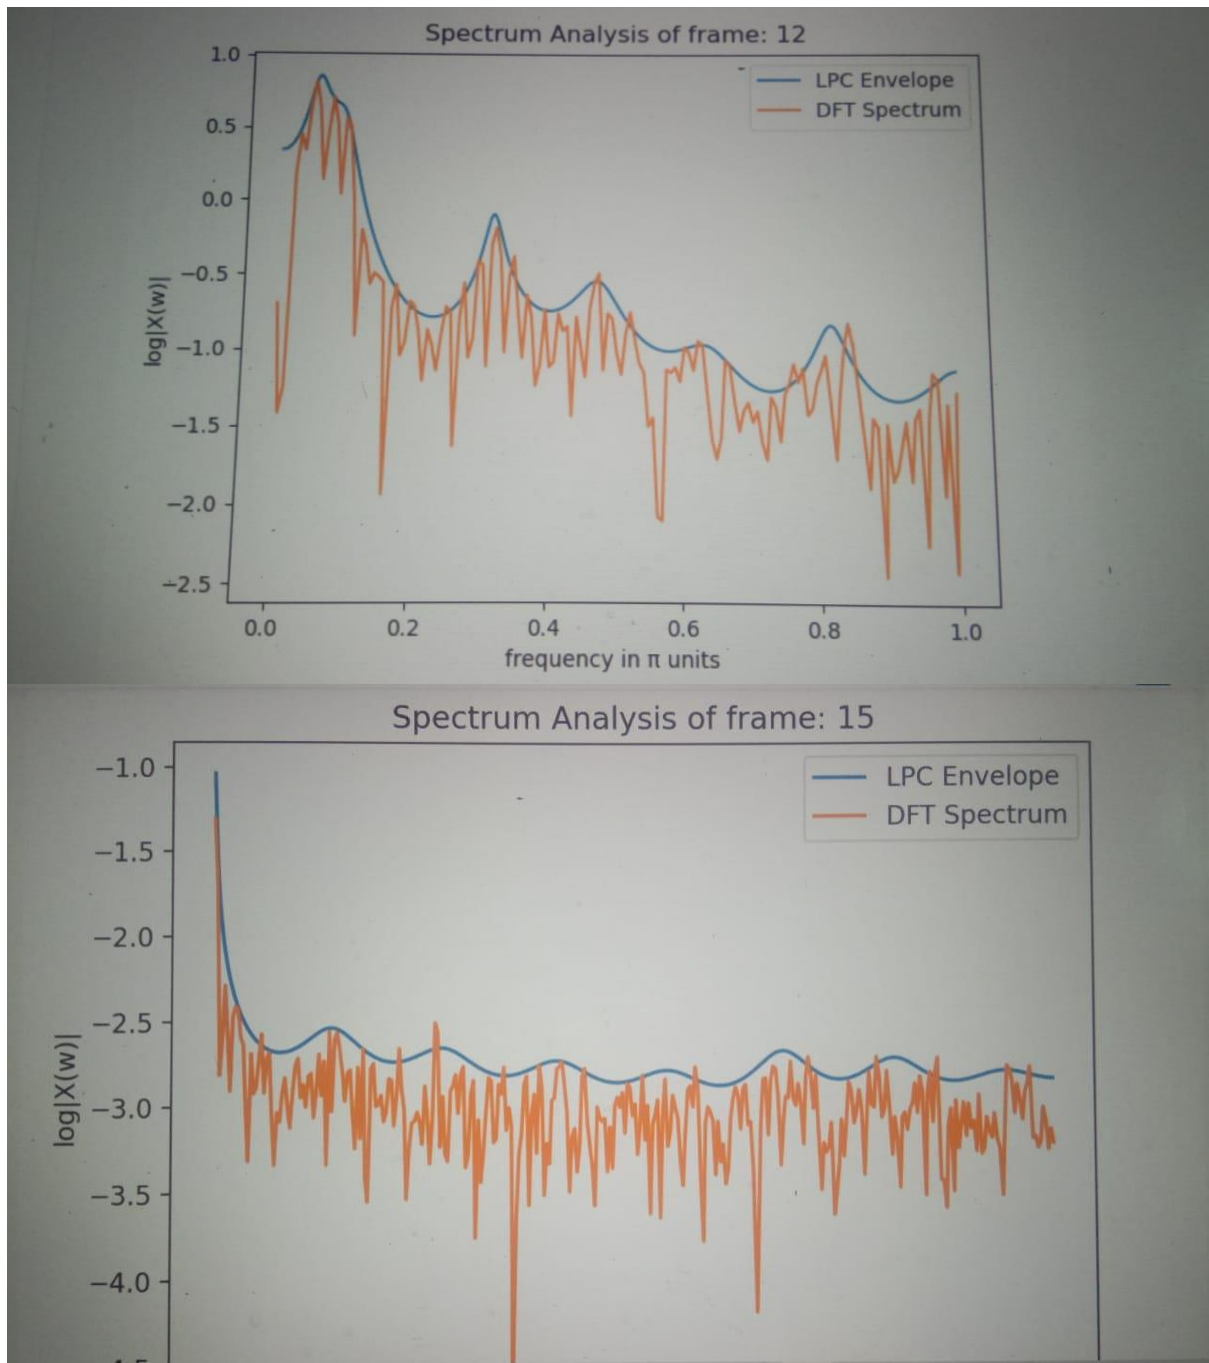 Spectrum Analysis of frame: 12
1.0
LPC Envelope
DFT Spectrum
0.5
0.0
−0.5
log|X(w)|
−1.0
−1.5
−2.0
−2.5
0.0 0.2 0.4 0.6 0.8 1.0
frequency in π units
Spectrum Analysis of frame: 15
−1.0
LPC Envelope
DFT Spectrum
−1.5
−2.0
−2.5
log|X(w)|
−3.0
−3.5
−4.0